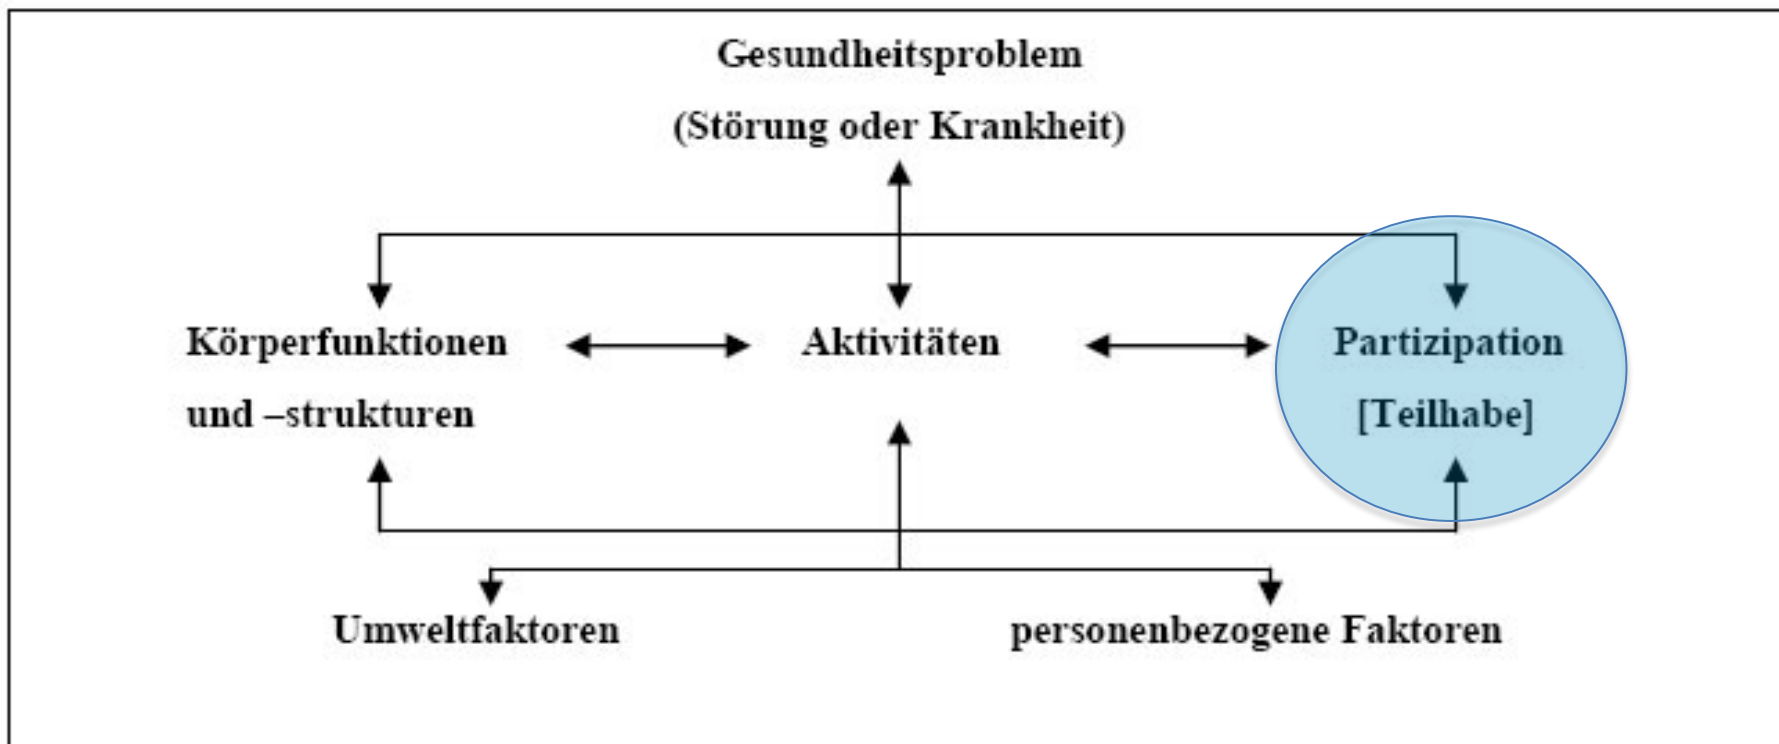 Gesundheitsproblem
(Störung oder Krankheit)
Körperfunktionen
und –strukturen
Aktivitäten
Partizipation
[Teilhabe]
Umweltfaktoren
personenbezogene Faktoren